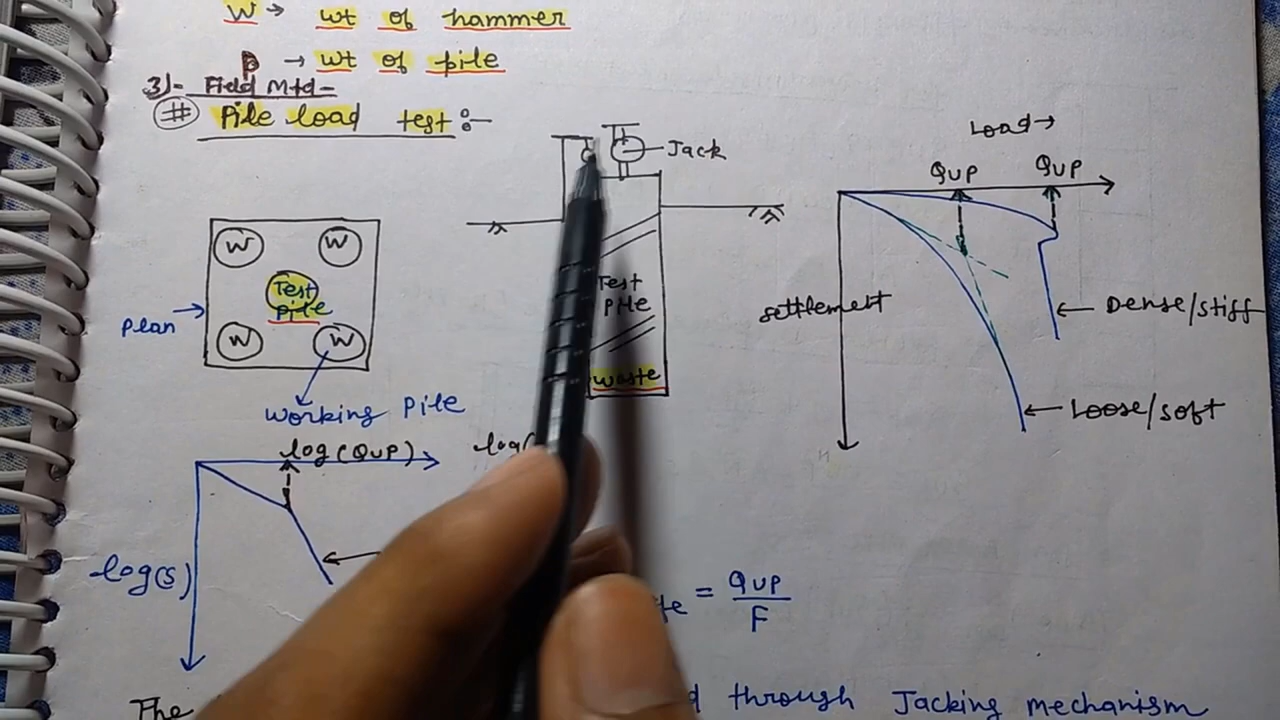 W → wt of hammer
P → wt of pile
3)- Field Mtd-
# Pile load test :-
Jack
Load →
Qup Qup
W W
Test Pile
W W
Plan →
Working Pile
Test Pile
waste
settlement
Dense/stiff
Loose/soft
log(Qup)
log(
log(s)
= Qup
F
The
through Jacking mechanism